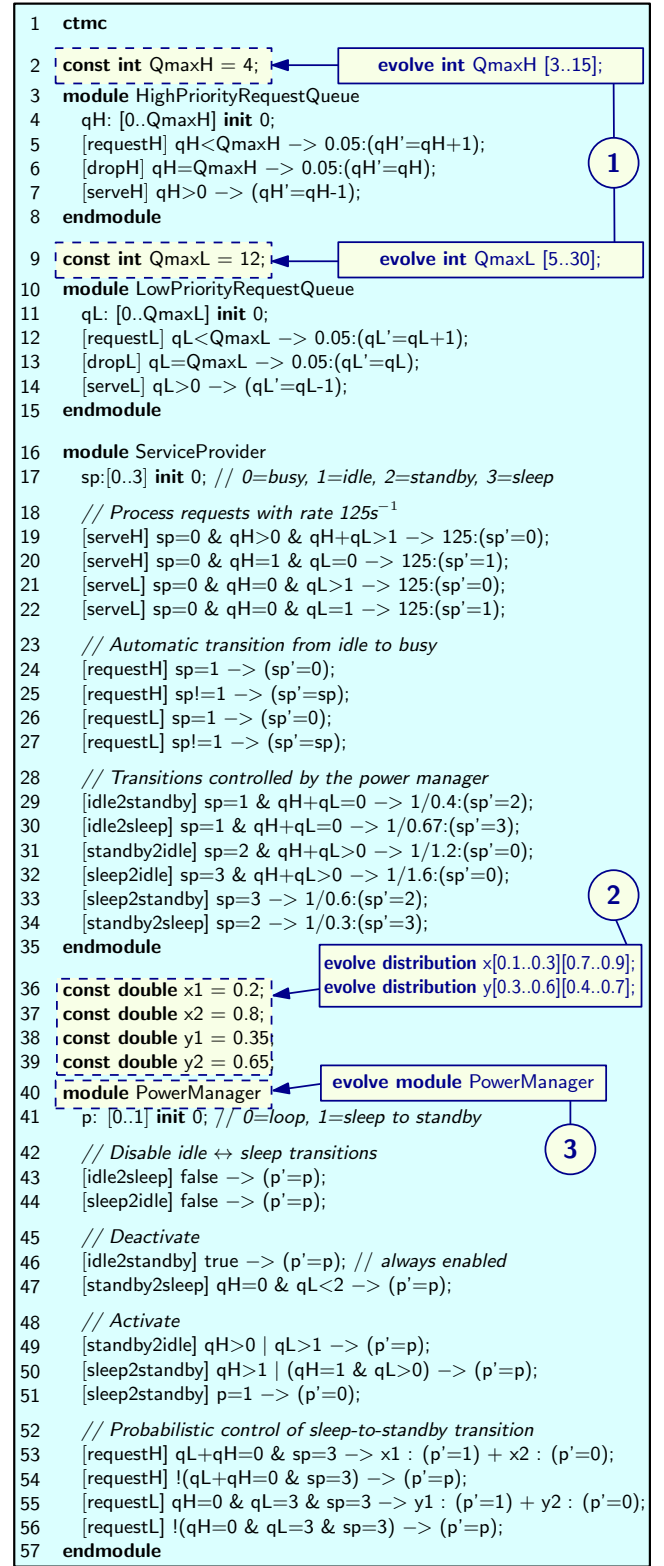 1 ctmc
2 const int QmaxH = 4;
evolve int QmaxH [3..15];
3 module HighPriorityRequestQueue
4 qH: [0..QmaxH] init 0;
5 [requestH] qH<QmaxH −> 0.05:(qH'=qH+1);
6 [dropH] qH=QmaxH −> 0.05:(qH'=qH);
1
7 [serveH] qH>0 −> (qH'=qH-1);
8 endmodule
9 const int QmaxL = 12;
evolve int QmaxL [5..30];
10 module LowPriorityRequestQueue
11 qL: [0..QmaxL] init 0;
12 [requestL] qL<QmaxL −> 0.05:(qL'=qL+1);
13 [dropL] qL=QmaxL −> 0.05:(qL'=qL);
14 [serveL] qL>0 −> (qL'=qL-1);
15 endmodule
16 module ServiceProvider
17 sp:[0..3] init 0; // 0=busy, 1=idle, 2=standby, 3=sleep
18 // Process requests with rate 125s⁻¹
19 [serveH] sp=0 & qH>0 & qH+qL>1 −> 125:(sp'=0);
20 [serveH] sp=0 & qH=1 & qL=0 −> 125:(sp'=1);
21 [serveL] sp=0 & qH=0 & qL>1 −> 125:(sp'=0);
22 [serveL] sp=0 & qH=0 & qL=1 −> 125:(sp'=1);
23 // Automatic transition from idle to busy
24 [requestH] sp=1 −> (sp'=0);
25 [requestH] sp!=1 −> (sp'=sp);
26 [requestL] sp=1 −> (sp'=0);
27 [requestL] sp!=1 −> (sp'=sp);
28 // Transitions controlled by the power manager
29 [idle2standby] sp=1 & qH+qL=0 −> 1/0.4:(sp'=2);
30 [idle2sleep] sp=1 & qH+qL=0 −> 1/0.67:(sp'=3);
31 [standby2idle] sp=2 & qH+qL>0 −> 1/1.2:(sp'=0);
32 [sleep2idle] sp=3 & qH+qL>0 −> 1/1.6:(sp'=0);
33 [sleep2standby] sp=3 −> 1/0.6:(sp'=2);
2
34 [standby2sleep] sp=2 −> 1/0.3:(sp'=3);
35 endmodule
evolve distribution x[0.1..0.3][0.7..0.9];
evolve distribution y[0.3..0.6][0.4..0.7];
36 const double x1 = 0.2;
37 const double x2 = 0.8;
38 const double y1 = 0.35;
39 const double y2 = 0.65;
40 module PowerManager
evolve module PowerManager
41 p: [0..1] init 0; // 0=loop, 1=sleep to standby
3
42 // Disable idle ↔ sleep transitions
43 [idle2sleep] false −> (p'=p);
44 [sleep2idle] false −> (p'=p);
45 // Deactivate
46 [idle2standby] true −> (p'=p); // always enabled
47 [standby2sleep] qH=0 & qL<2 −> (p'=p);
48 // Activate
49 [standby2idle] qH>0 | qL>1 −> (p'=p);
50 [sleep2standby] qH>1 | (qH=1 & qL>0) −> (p'=p);
51 [sleep2standby] p=1 −> (p'=0);
52 // Probabilistic control of sleep-to-standby transition
53 [requestH] qL+qH=0 & sp=3 −> x1 : (p'=1) + x2 : (p'=0);
54 [requestH] !(qL+qH=0 & sp=3) −> (p'=p);
55 [requestL] qH=0 & qL=3 & sp=3 −> y1 : (p'=1) + y2 : (p'=0);
56 [requestL] !(qH=0 & qL=3 & sp=3) −> (p'=p);
57 endmodule